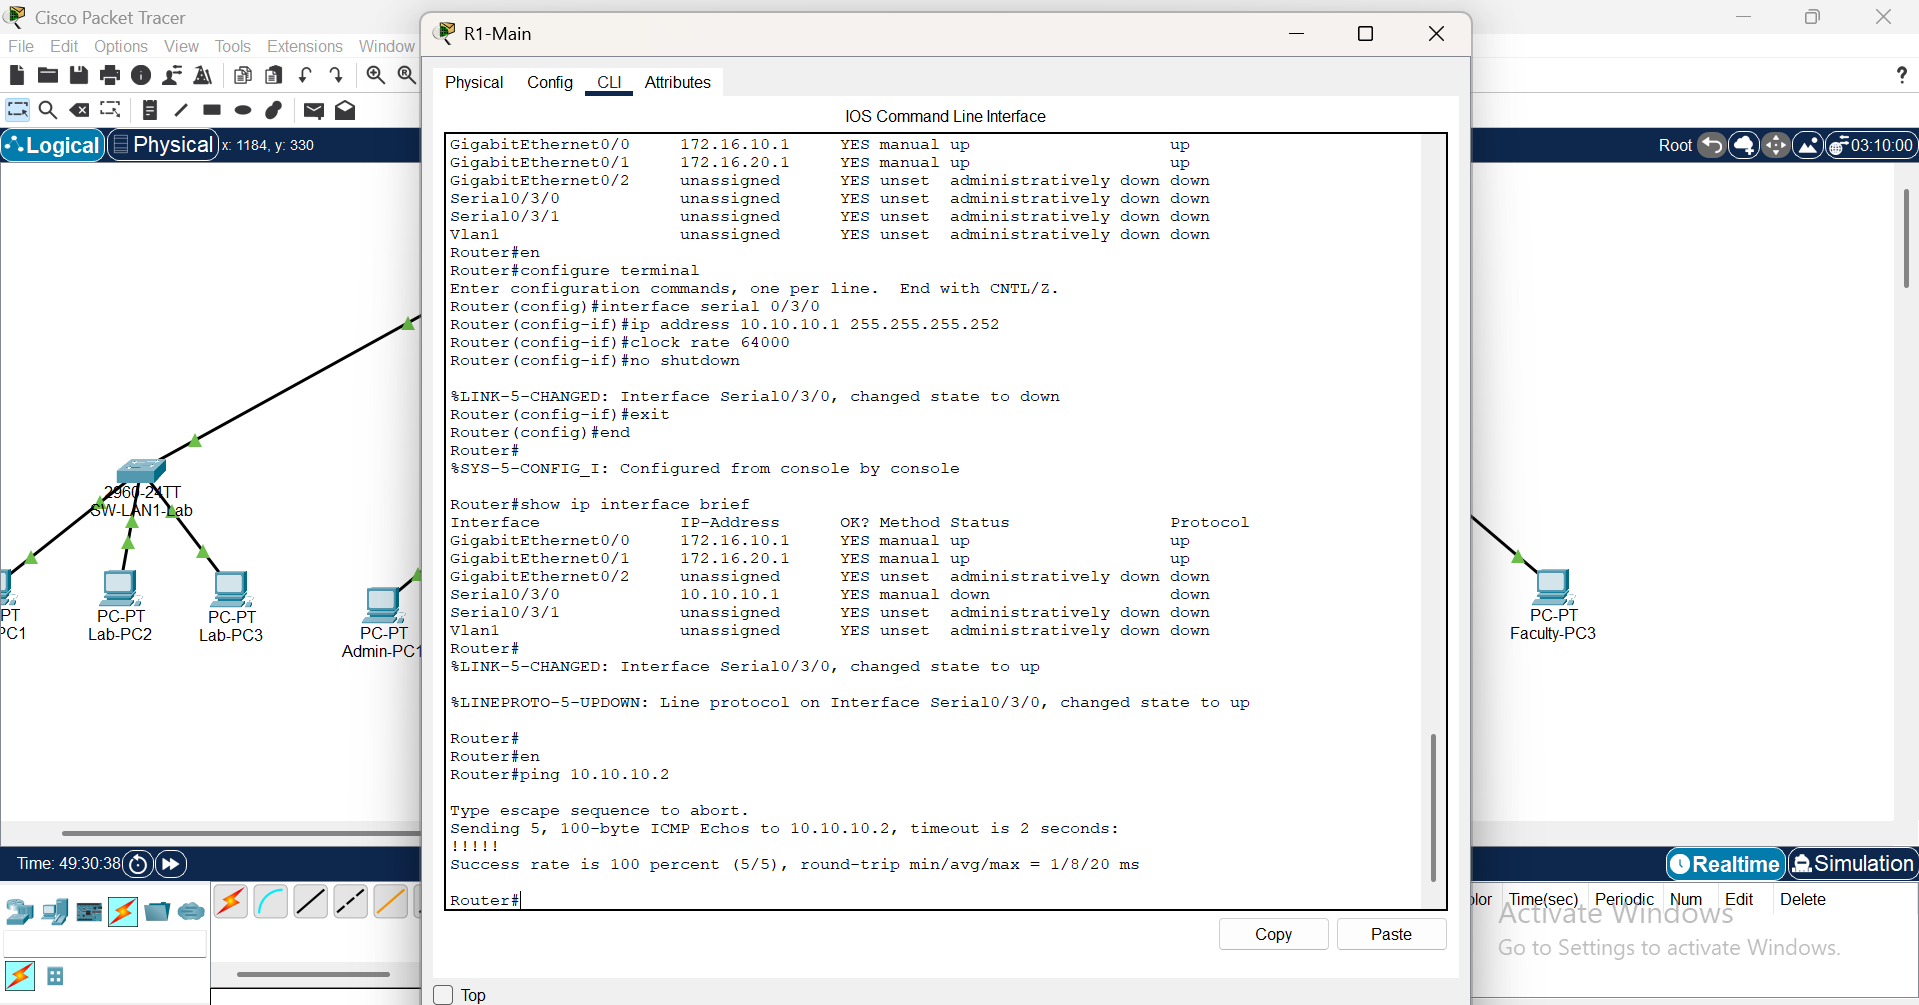 Cisco Packet Tracer
File Edit Options View Tools Extensions Window
Logical Physical x: 1184, y: 330
2960-24TT
SW-LAN1-Lab
PT
PC1
PC-PT
Lab-PC2
PC-PT
Lab-PC3
PC-PT
Admin-PC1
Time: 49:30:38
R1-Main
Physical Config CLI Attributes
IOS Command Line Interface
GigabitEthernet0/0 172.16.10.1 YES manual up up
GigabitEthernet0/1 172.16.20.1 YES manual up up
GigabitEthernet0/2 unassigned YES unset administratively down down
Serial0/3/0 unassigned YES unset administratively down down
Serial0/3/1 unassigned YES unset administratively down down
Vlan1 unassigned YES unset administratively down down
Router#en
Router#configure terminal
Enter configuration commands, one per line. End with CNTL/Z.
Router(config)#interface serial 0/3/0
Router(config-if)#ip address 10.10.10.1 255.255.255.252
Router(config-if)#clock rate 64000
Router(config-if)#no shutdown
%LINK-5-CHANGED: Interface Serial0/3/0, changed state to down
Router(config-if)#exit
Router(config)#end
Router#
%SYS-5-CONFIG_I: Configured from console by console
Router#show ip interface brief
Interface IP-Address OK? Method Status Protocol
GigabitEthernet0/0 172.16.10.1 YES manual up up
GigabitEthernet0/1 172.16.20.1 YES manual up up
GigabitEthernet0/2 unassigned YES unset administratively down down
Serial0/3/0 10.10.10.1 YES manual down down
Serial0/3/1 unassigned YES unset administratively down down
Vlan1 unassigned YES unset administratively down down
Router#
%LINK-5-CHANGED: Interface Serial0/3/0, changed state to up
%LINEPROTO-5-UPDOWN: Line protocol on Interface Serial0/3/0, changed state to up
Router#
Router#en
Router#ping 10.10.10.2
Type escape sequence to abort.
Sending 5, 100-byte ICMP Echos to 10.10.10.2, timeout is 2 seconds:
!!!!!
Success rate is 100 percent (5/5), round-trip min/avg/max = 1/8/20 ms
Router#
Copy Paste
Top
?
Root 03:10:00
PC-PT
Faculty-PC3
Realtime Simulation
olor Time(sec) Periodic Num Edit Delete
Activate Windows
Go to Settings to activate Windows.